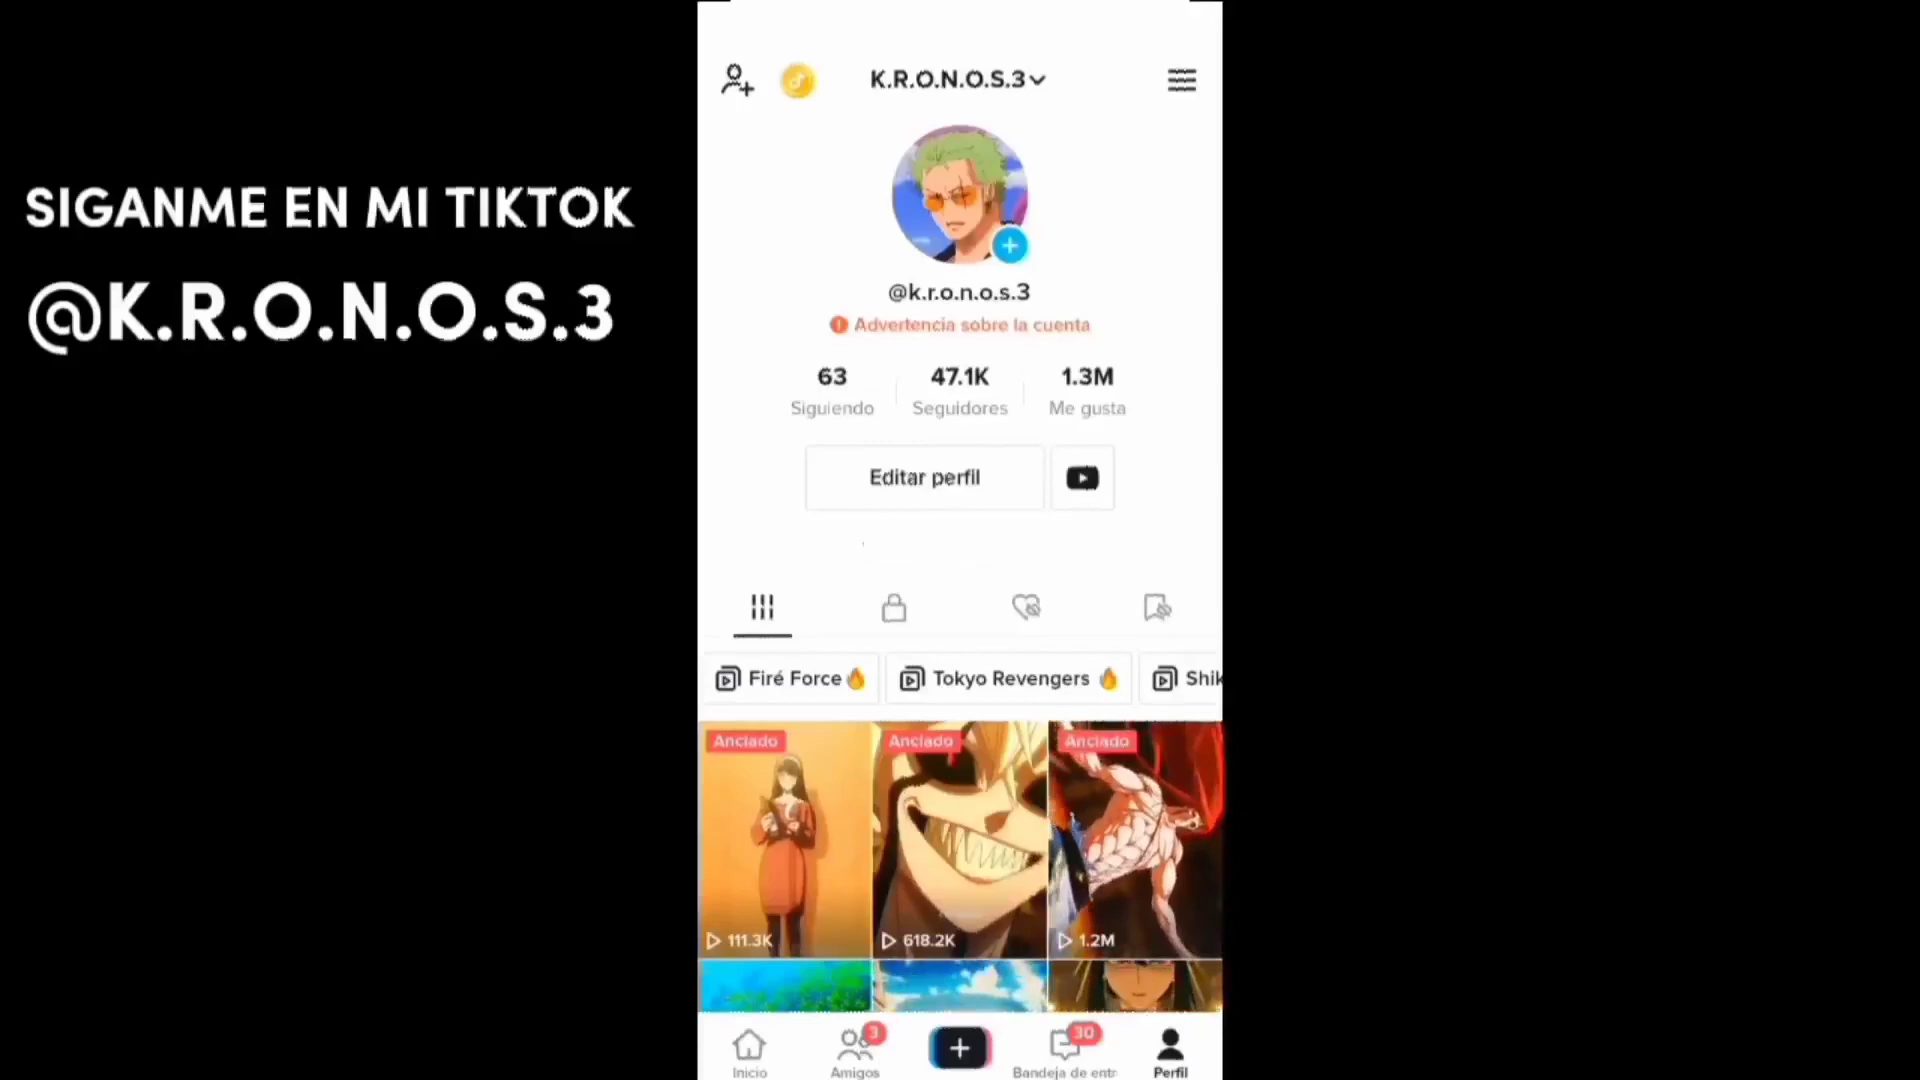 SIGANME EN MI TIKTOK
@K.R.O.N.O.S.3
K.R.O.N.O.S.3
@k.r.o.n.o.s.3
Advertencia sobre la cuenta
63 47.1K 1.3M
Siguiendo Seguidores Me gusta
Editar perfil
Firé Force🔥 Tokyo Revengers 🔥 Shik
Anclado Anclado Anclado
111.3K 618.2K 1.2M
3 30
Inicio Amigos Bandeja de entr Perfil